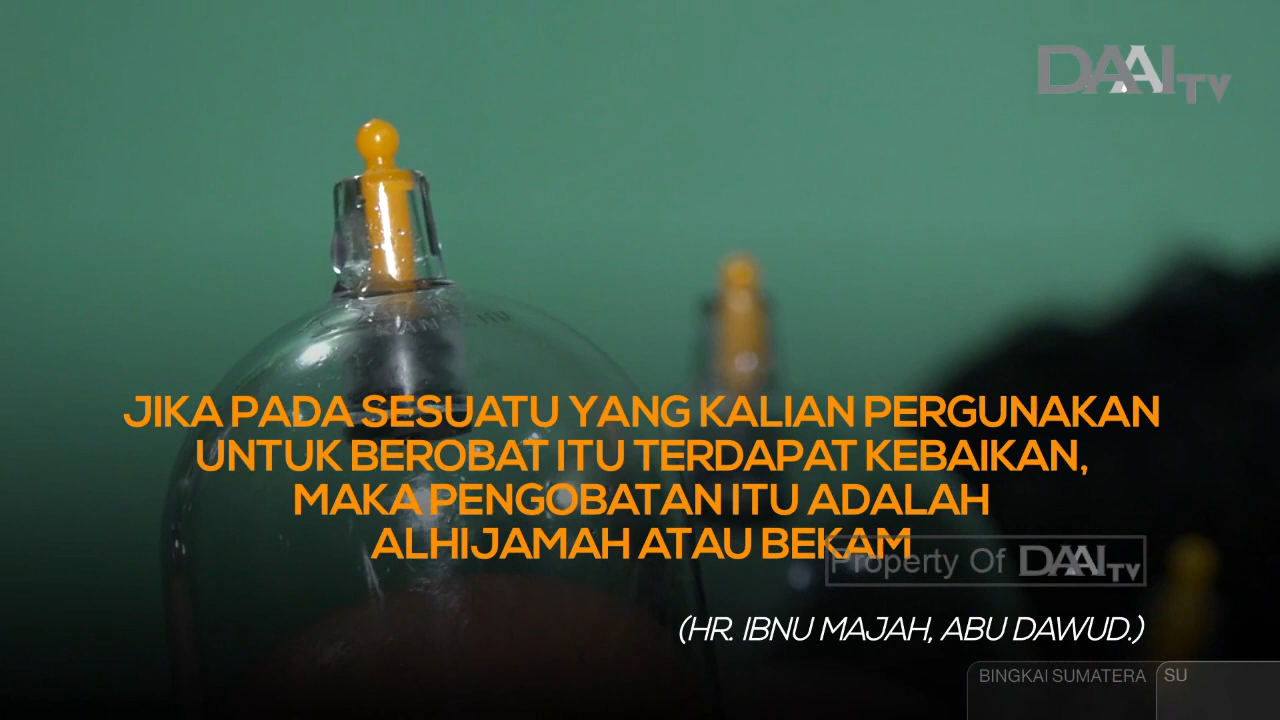 DAAI TV
JIKA PADA SESUATU YANG KALIAN PERGUNAKAN
UNTUK BEROBAT ITU TERDAPAT KEBAIKAN,
MAKA PENGOBATAN ITU ADALAH
ALHIJAMAH ATAU BEKAM
Property Of DAAI TV
(HR. IBNU MAJAH, ABU DAWUD.)
BINGKAI SUMATERA
SU